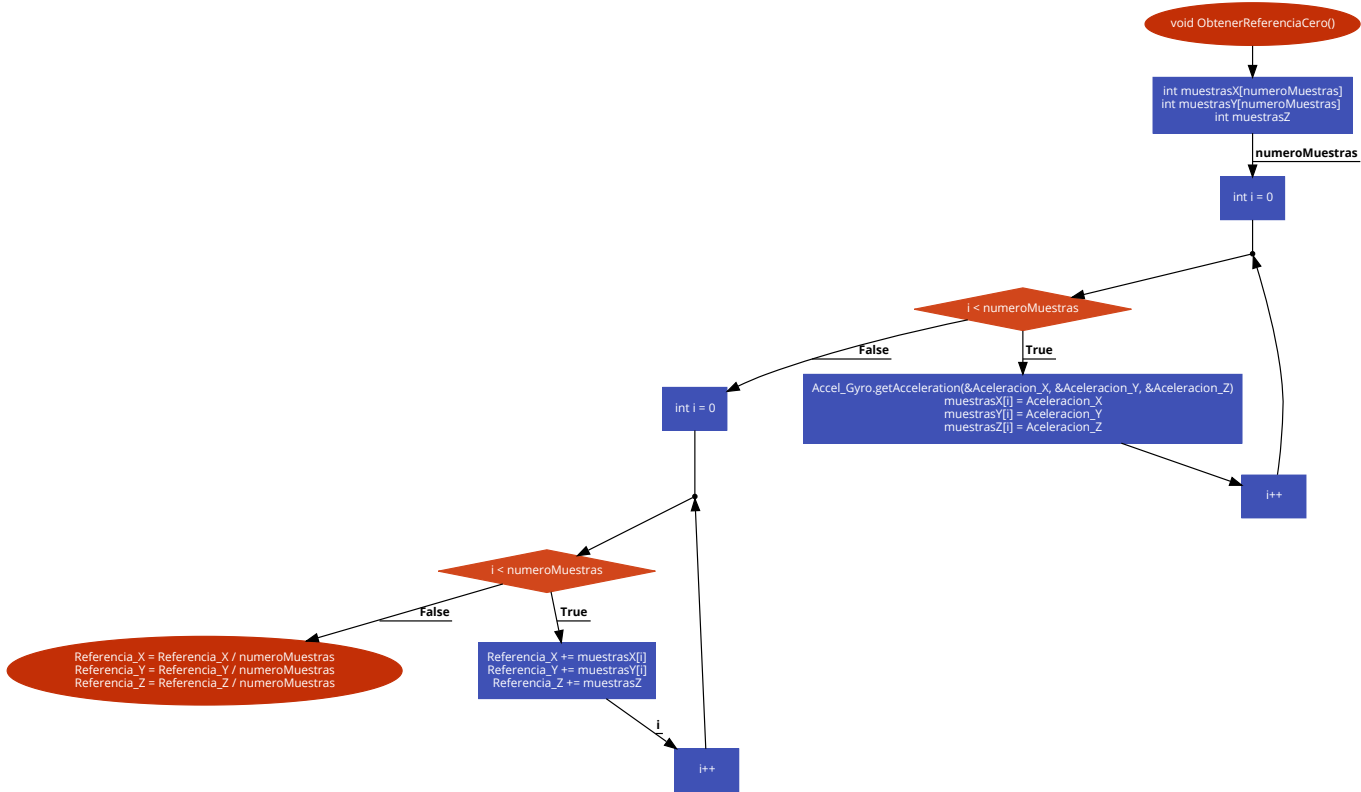 void ObtenerReferenciaCero()
int muestrasX[numeroMuestras]
int muestrasY[numeroMuestras]
int muestrasZ
numeroMuestras
int i = 0
i < numeroMuestras
False
True
Accel_Gyro.getAcceleration(&Aceleracion_X, &Aceleracion_Y, &Aceleracion_Z)
muestrasX[i] = Aceleracion_X
muestrasY[i] = Aceleracion_Y
muestrasZ[i] = Aceleracion_Z
i++
int i = 0
i < numeroMuestras
False
True
Referencia_X = Referencia_X / numeroMuestras
Referencia_Y = Referencia_Y / numeroMuestras
Referencia_Z = Referencia_Z / numeroMuestras
Referencia_X += muestrasX[i]
Referencia_Y += muestrasY[i]
Referencia_Z += muestrasZ
i
i++